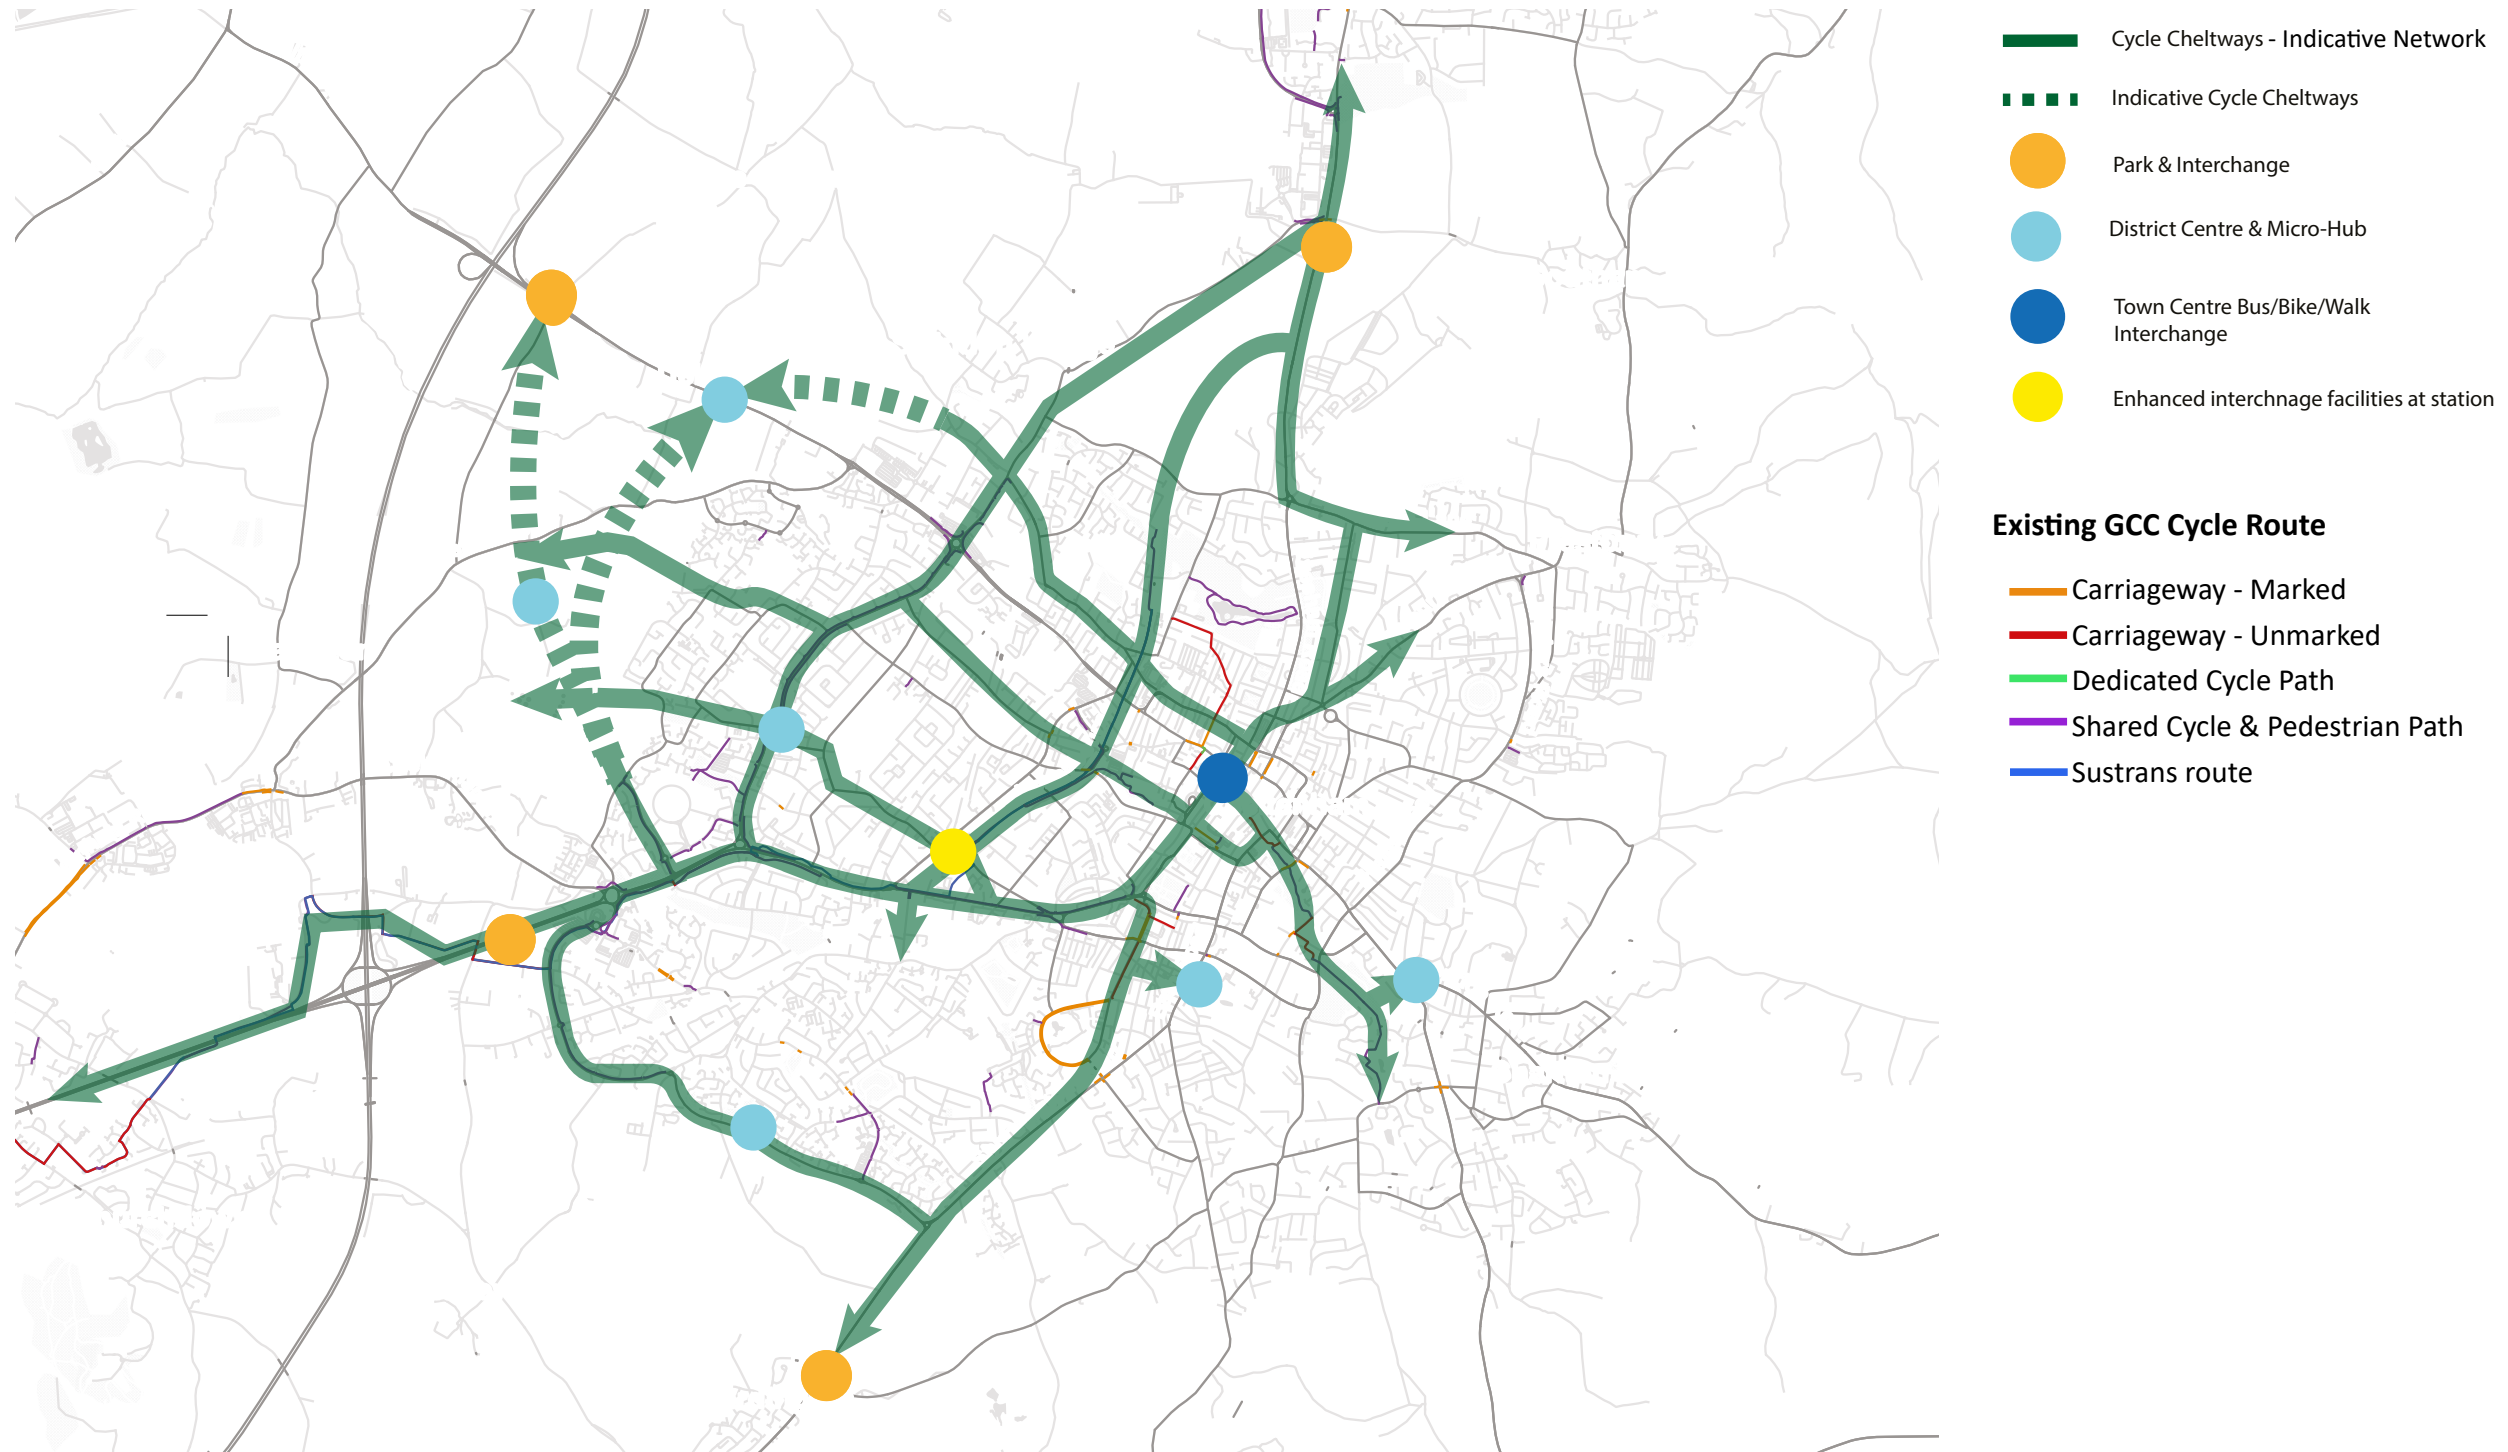 Cycle Cheltways - Indicative Network
Indicative Cycle Cheltways
Park & Interchange
District Centre & Micro-Hub
Town Centre Bus/Bike/Walk
Interchange
Enhanced interchnage facilities at station
Existing GCC Cycle Route
Carriageway - Marked
Carriageway - Unmarked
Dedicated Cycle Path
Shared Cycle & Pedestrian Path
Sustrans route